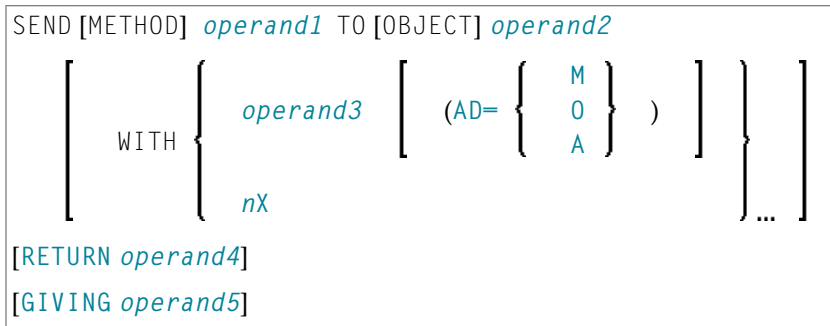 SEND [METHOD] operand1 TO [OBJECT] operand2
M
operand3 (AD= O )
WITH A
nX ...
[RETURN operand4]
[GIVING operand5]